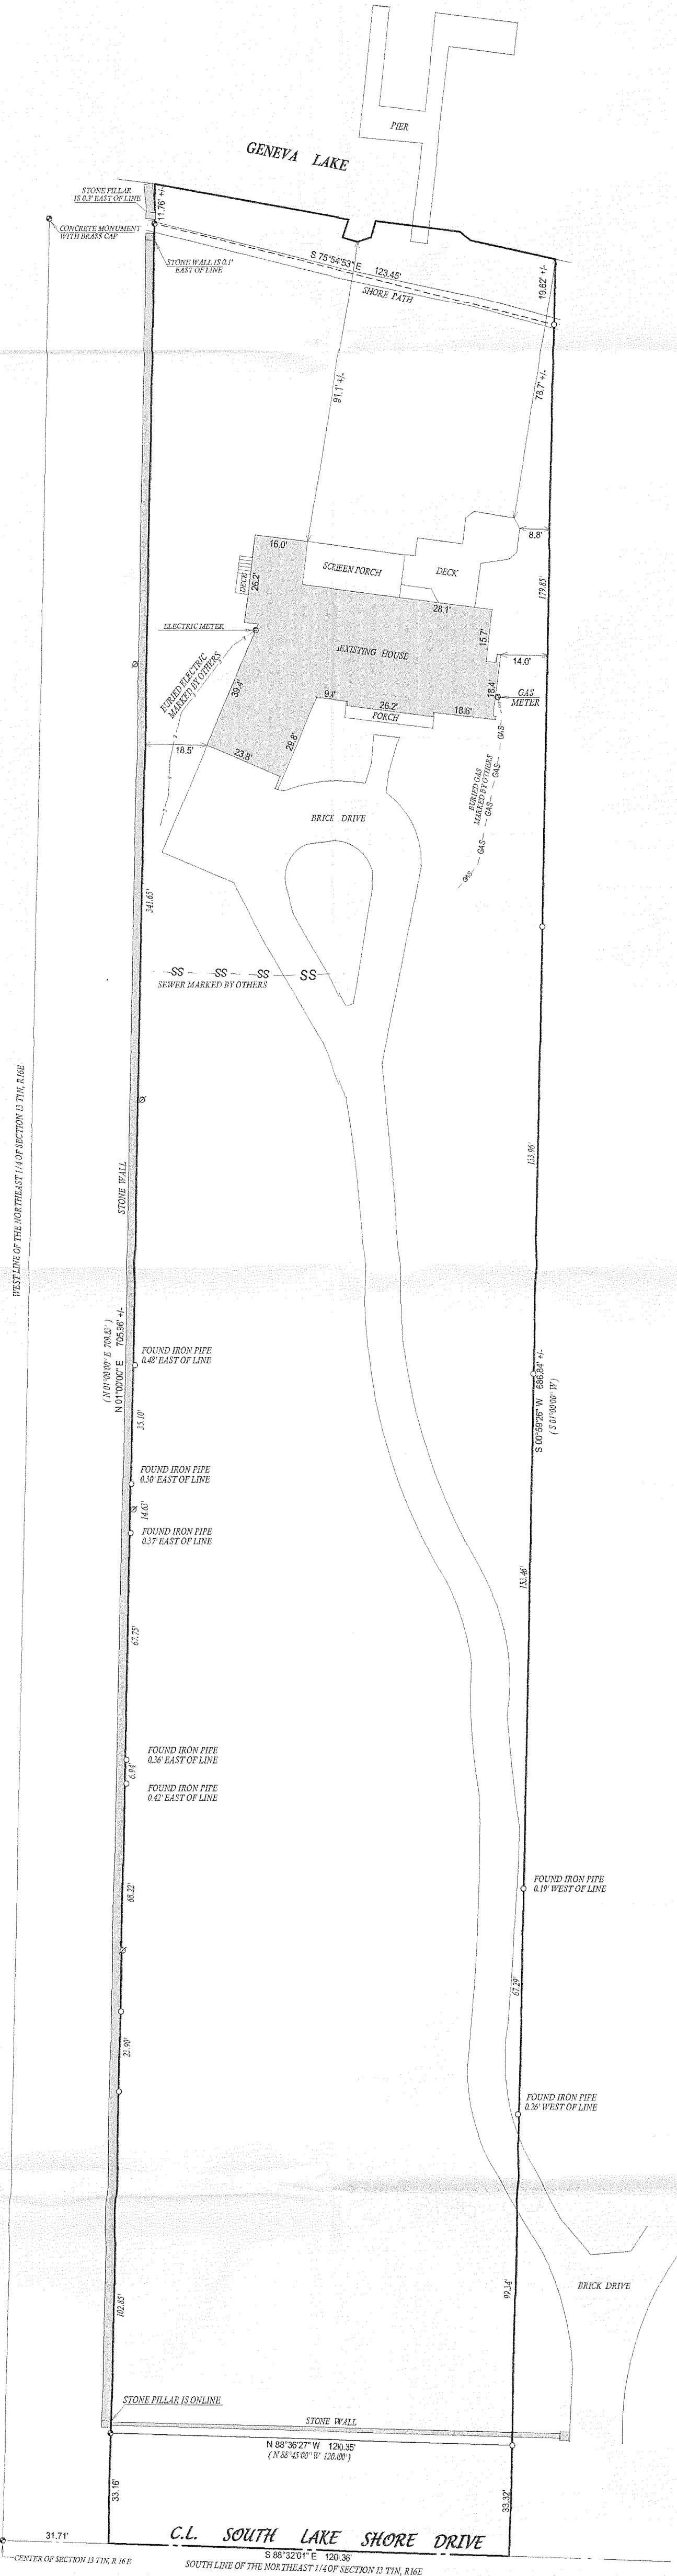 PIER
GENEVA LAKE
STONE PILLAR
IS 0.3' EAST OF LINE
11.76' +/-
CONCRETE MONUMENT
WITH BRASS CAP
STONE WALL IS 0.1'
EAST OF LINE
S 75°54'53" E 123.45'
SHORE PATH
19.62' +/-
91.1' +/-
78.7' +/-
8.8'
16.0'
SCREEN PORCH
DECK
DECK
26.2'
28.1'
179.85'
ELECTRIC METER
15.7'
EXISTING HOUSE
14.0'
BURIED ELECTRIC
MARKED BY OTHERS
39.4'
18.4'
GAS
METER
9.4'
26.2'
18.6'
PORCH
18.5'
23.8'
29.8'
BURIED GAS
MARKED BY OTHERS
GAS
GAS
GAS
GAS
GAS
BRICK DRIVE
341.65'
SS SS SS SS
SEWER MARKED BY OTHERS
WEST LINE OF THE NORTHEAST 1/4 OF SECTION 13 T1N, R16E
STONE WALL
133.96'
(N 01°00'00" E 709.83')
N 01°00'00" E 705.96' +/-
FOUND IRON PIPE
0.48' EAST OF LINE
S 00°59'26" W 686.84' +/-
(S 01°00'00" W)
35.10'
FOUND IRON PIPE
0.30' EAST OF LINE
14.63'
FOUND IRON PIPE
0.37' EAST OF LINE
153.46'
67.75'
FOUND IRON PIPE
0.36' EAST OF LINE
6.94'
FOUND IRON PIPE
0.42' EAST OF LINE
68.22'
FOUND IRON PIPE
0.19' WEST OF LINE
67.29'
23.90'
FOUND IRON PIPE
0.26' WEST OF LINE
99.34'
BRICK DRIVE
102.85'
STONE PILLAR IS ONLINE
STONE WALL
N 88°36'27" W 120.35'
(N 88°45'00" W 120.00')
33.16'
33.32'
31.71'
C.L. SOUTH LAKE SHORE DRIVE
S 88°32'01" E 120.36'
CENTER OF SECTION 13 T1N, R 16 E
SOUTH LINE OF THE NORTHEAST 1/4 OF SECTION 13 T1N, R16E